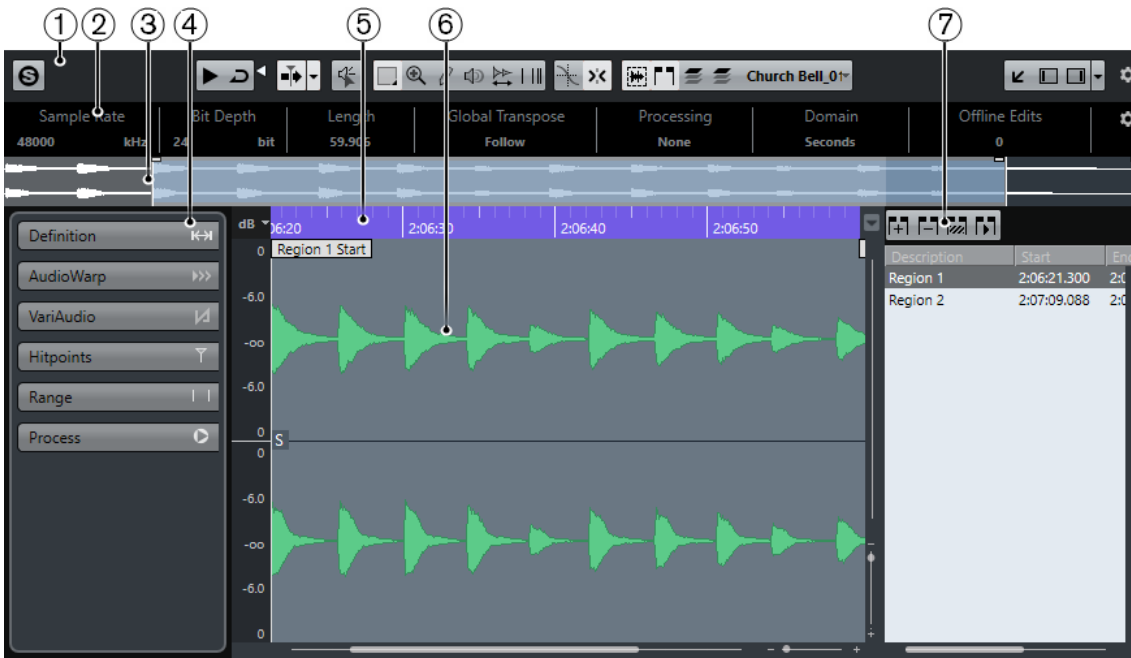 ① ② ③ ④ ⑤ ⑥ ⑦
S Church Bell_01
Sample Rate Bit Depth Length Global Transpose Processing Domain Offline Edits
48000 kHz 24 bit 59.905 Follow None Seconds 0
Definition
AudioWarp
VariAudio
Hitpoints
Range
Process
dB 06:20 2:06:30 2:06:40 2:06:50
Region 1 Start
0
-6.0
-oo
-6.0
0
S
0
-6.0
-oo
-6.0
0
Description Start
Region 1 2:06:21.300
Region 2 2:07:09.088